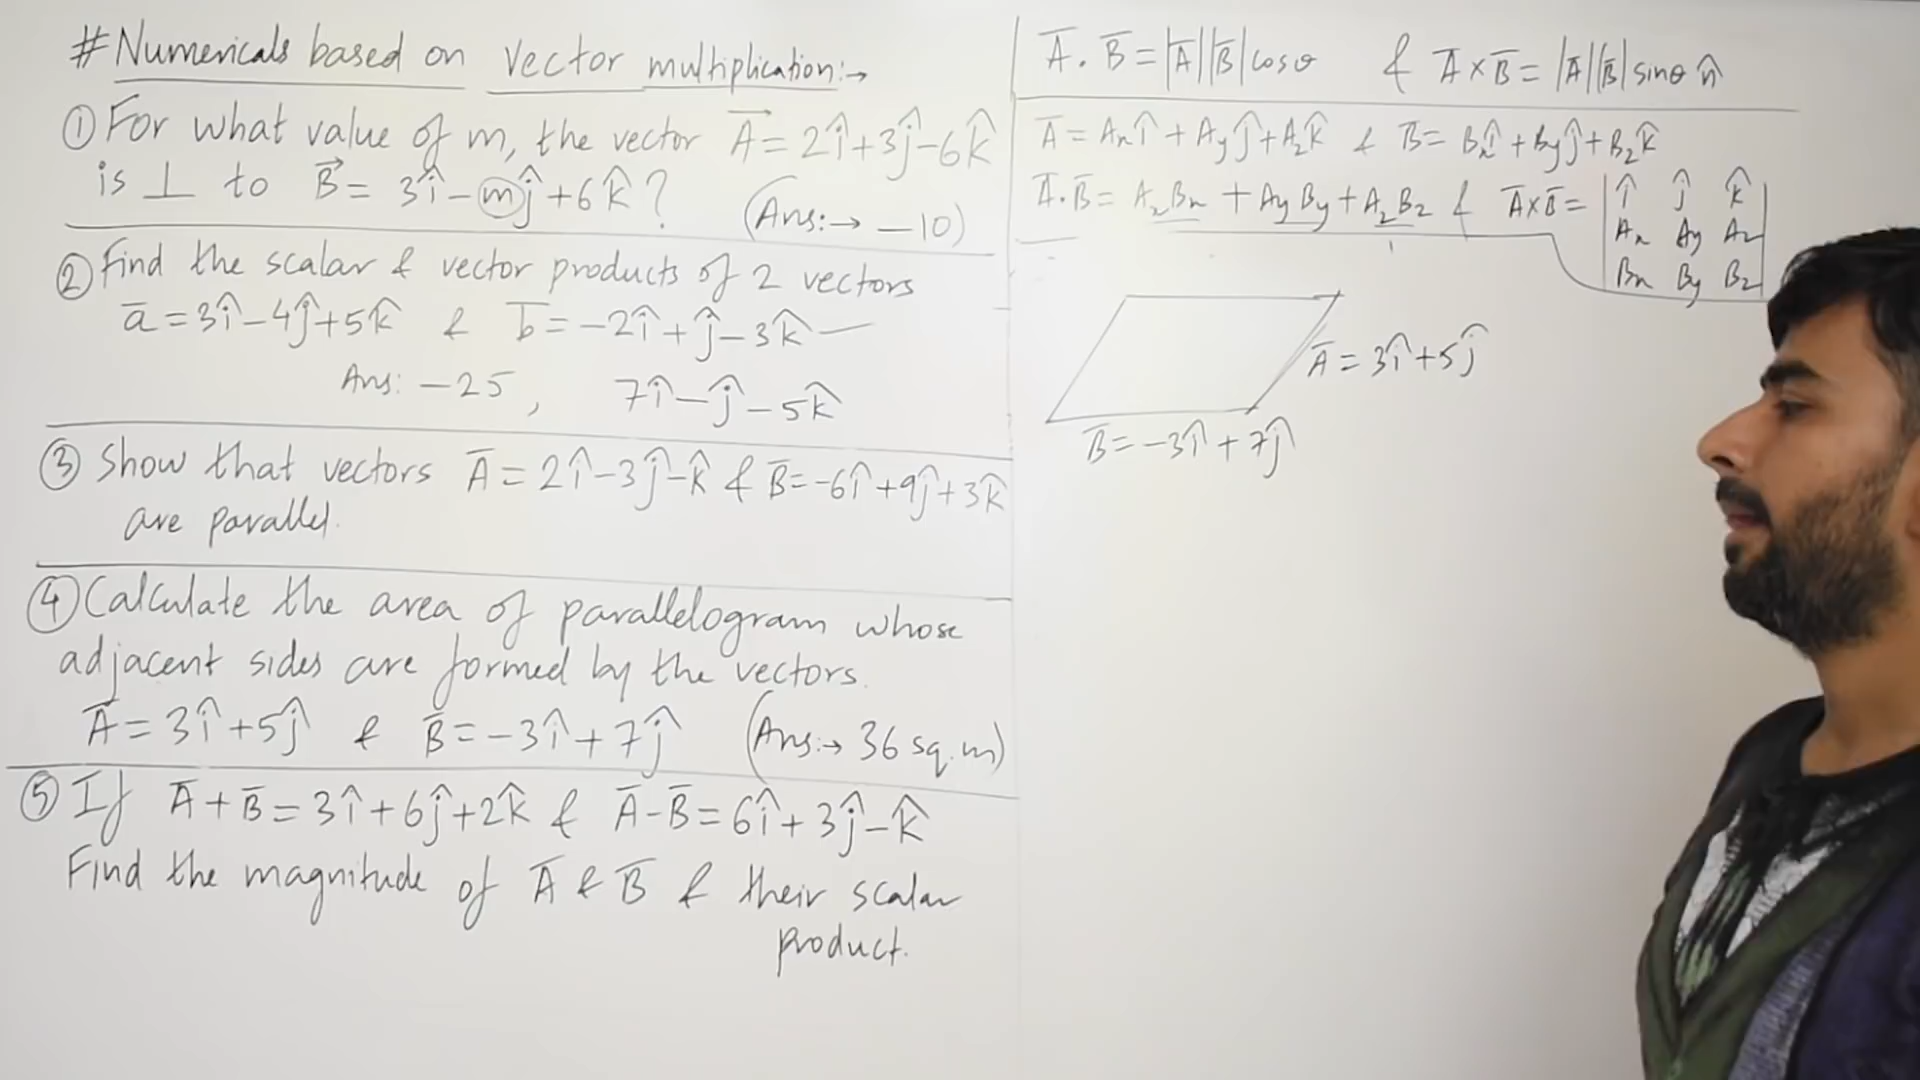 #Numericals based on vector multiplication:→
① For what value of m, the vector A⃗ = 2î+3ĵ−6k̂
is ⊥ to B⃗ = 3î−mĵ+6k̂ ?
(Ans:→ −10)
② Find the scalar & vector products of 2 vectors
a̅ = 3î−4ĵ+5k̂ & b̅ = −2î+ĵ−3k̂
Ans: −25, 7î−ĵ−5k̂
③ Show that vectors A̅ = 2î−3ĵ−k̂ & B̅ = −6î+9ĵ+3k̂
are parallel.
④ Calculate the area of parallelogram whose
adjacent sides are formed by the vectors.
A̅ = 3î+5ĵ & B̅ = −3î+7ĵ (Ans:→ 36 sq.m)
⑤ If A̅+B̅ = 3î+6ĵ+2k̂ & A̅−B̅ = 6î+3ĵ−k̂
Find the magnitude of A̅ & B̅ & their scalar
product.
A̅ . B̅ = |A̅||B̅|cosθ & A̅×B̅ = |A̅||B̅|sinθ n̂
A̅ = Axî + Ayĵ+Azk̂ & B̅ = Bxî+Byĵ+Bzk̂
A̅.B̅ = AxBx + AyBy+AzBz & A̅×B̅ = | î ĵ k̂ |
| Ax Ay Az |
| Bx By Bz |
A̅ = 3î+5ĵ
B̅ = −3î+7ĵ